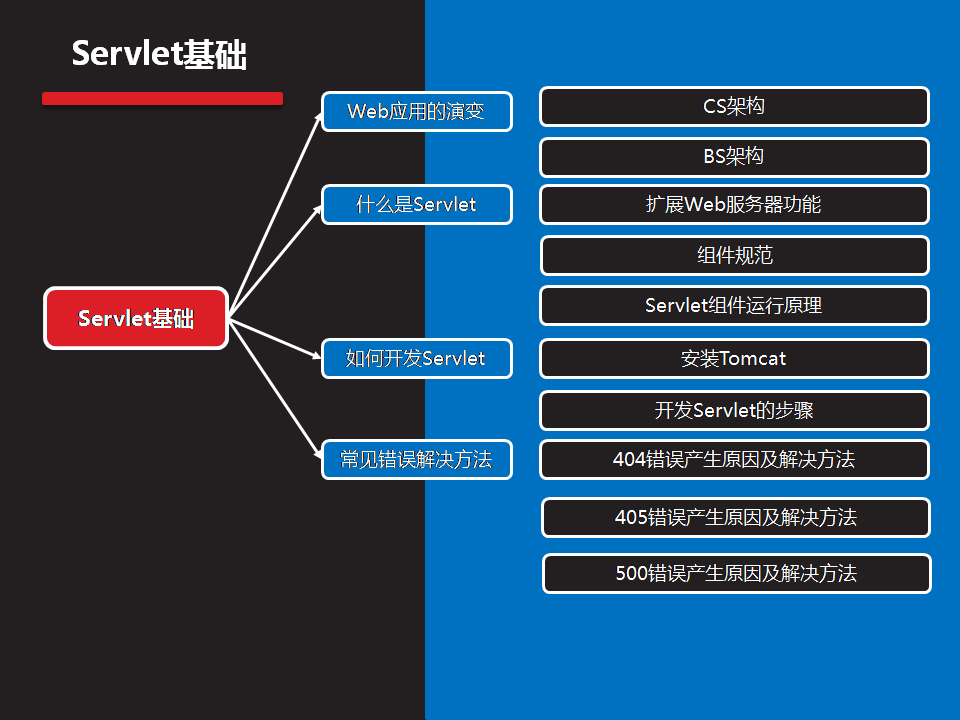 Servlet基础
Web应用的演变
CS架构
BS架构
什么是Servlet
扩展Web服务器功能
组件规范
Servlet组件运行原理
Servlet基础
如何开发Servlet
安装Tomcat
开发Servlet的步骤
常见错误解决方法
404错误产生原因及解决方法
405错误产生原因及解决方法
500错误产生原因及解决方法